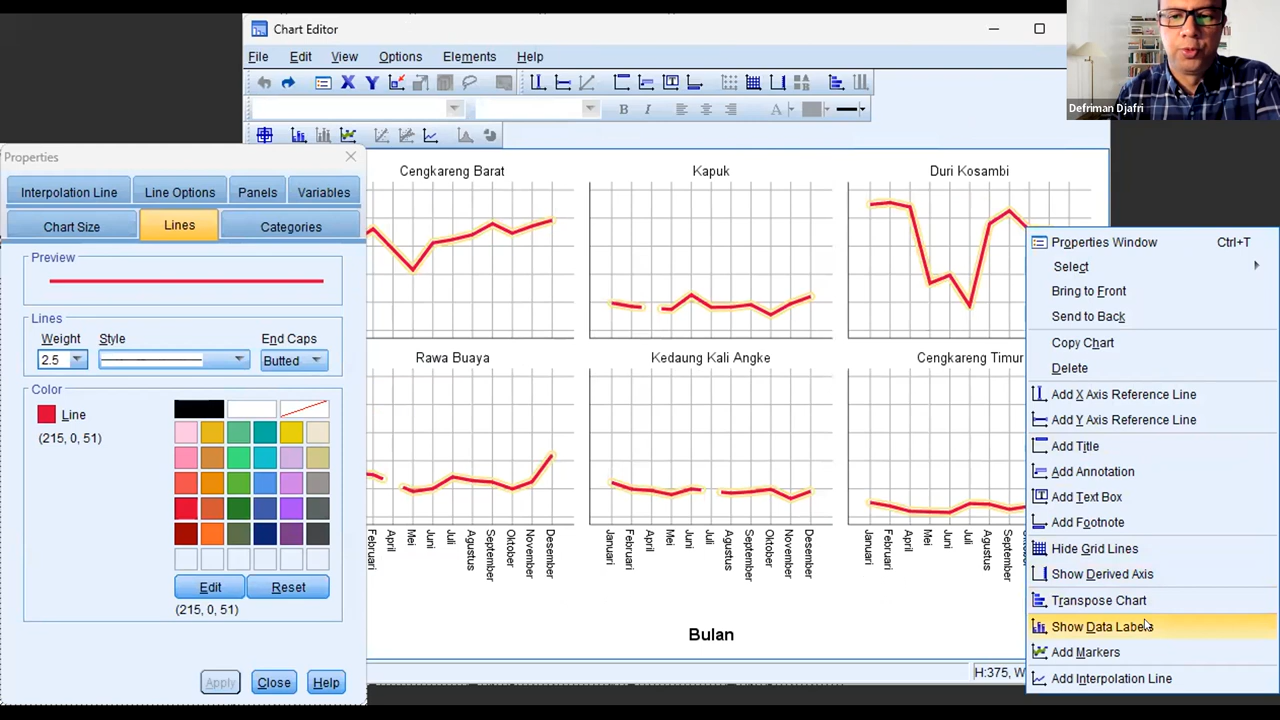 Chart Editor
File Edit View Options Elements Help
Defriman Djafri
Properties
Interpolation Line Line Options Panels Variables
Chart Size Lines Categories
Preview
Lines
Weight Style End Caps
2.5 Butted
Color
Line
(215, 0, 51)
Edit Reset
(215, 0, 51)
Apply Close Help
Cengkareng Barat Kapuk Duri Kosambi
Rawa Buaya Kedaung Kali Angke Cengkareng Timur
Februari April Mei Juni Juli Agustus September Oktober November Desember
Januari Februari April Mei Juni Juli Agustus September Oktober November Desember
Januari Februari April Mei Juni Juli Agustus September
Bulan
H:375, W
Properties Window Ctrl+T
Select
Bring to Front
Send to Back
Copy Chart
Delete
Add X Axis Reference Line
Add Y Axis Reference Line
Add Title
Add Annotation
Add Text Box
Add Footnote
Hide Grid Lines
Show Derived Axis
Transpose Chart
Show Data Labels
Add Markers
Add Interpolation Line